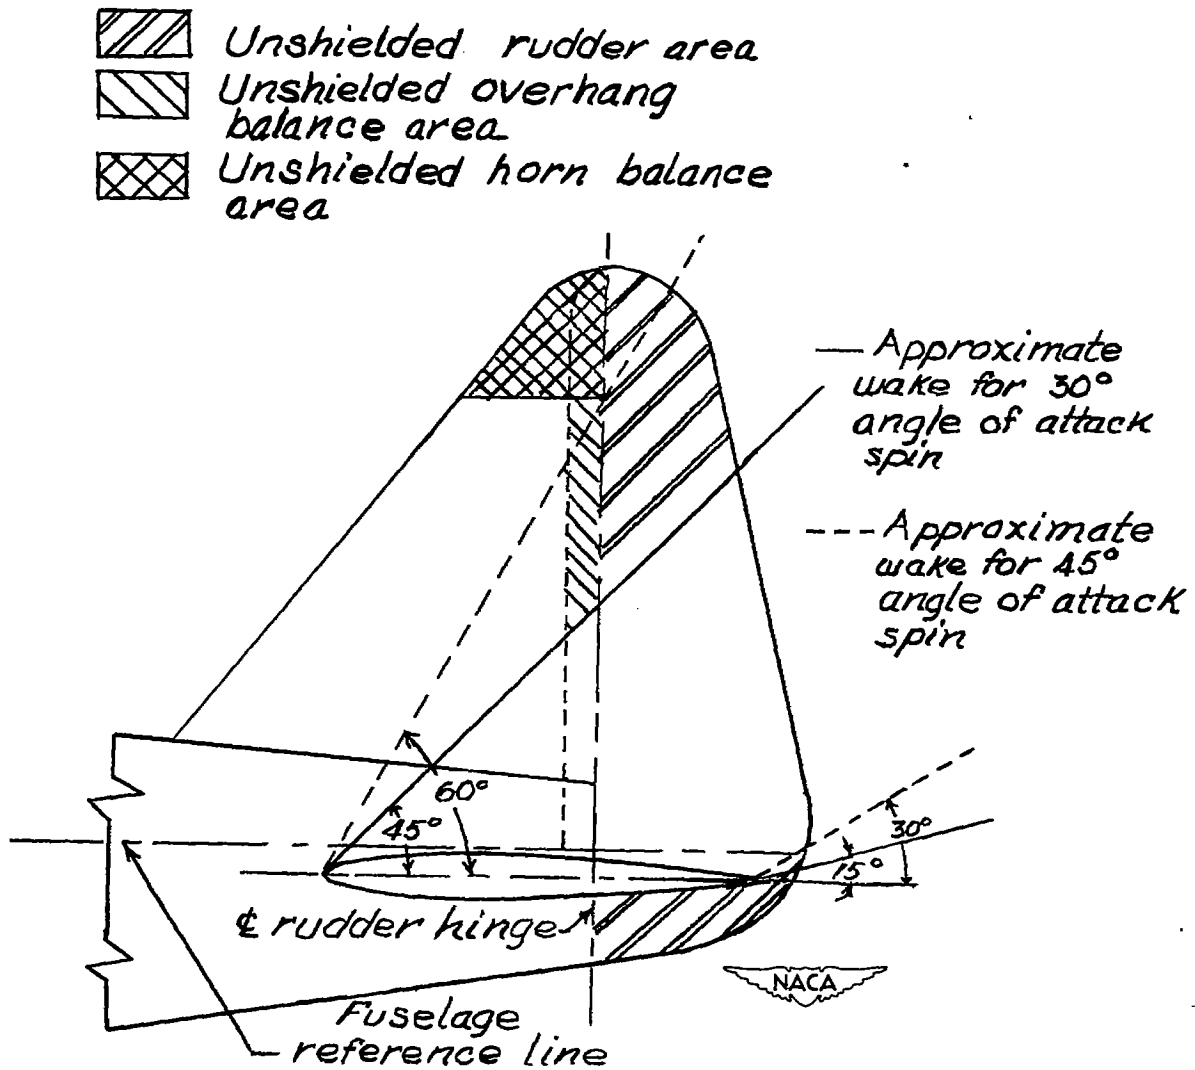 Unshielded rudder area
Unshielded overhang
balance area
Unshielded horn balance
area
Approximate
wake for 30°
angle of attack
spin
Approximate
wake for 45°
angle of attack
spin
60°
45°
30°
15°
℄ rudder hinge
NACA
Fuselage
reference line